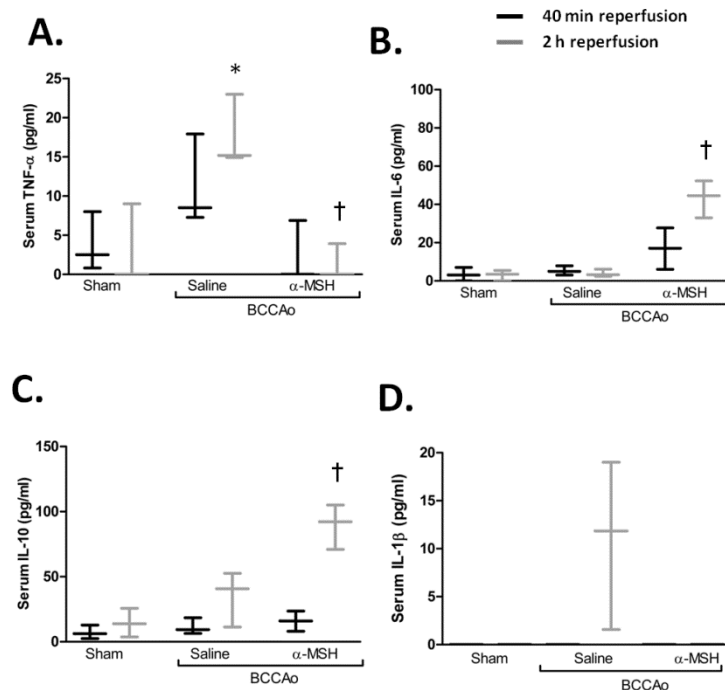 40 min reperfusion
2 h reperfusion
A.
*
†
25
20
15
10
5
0
Serum TNF-α (pg/ml)
Sham
Saline
α-MSH
BCCAo
B.
†
100
80
60
40
20
0
Serum IL-6 (pg/ml)
Sham
Saline
α-MSH
BCCAo
C.
†
150
100
50
0
Serum IL-10 (pg/ml)
Sham
Saline
α-MSH
BCCAo
D.
20
15
10
5
0
Serum IL-1β (pg/ml)
Sham
Saline
α-MSH
BCCAo